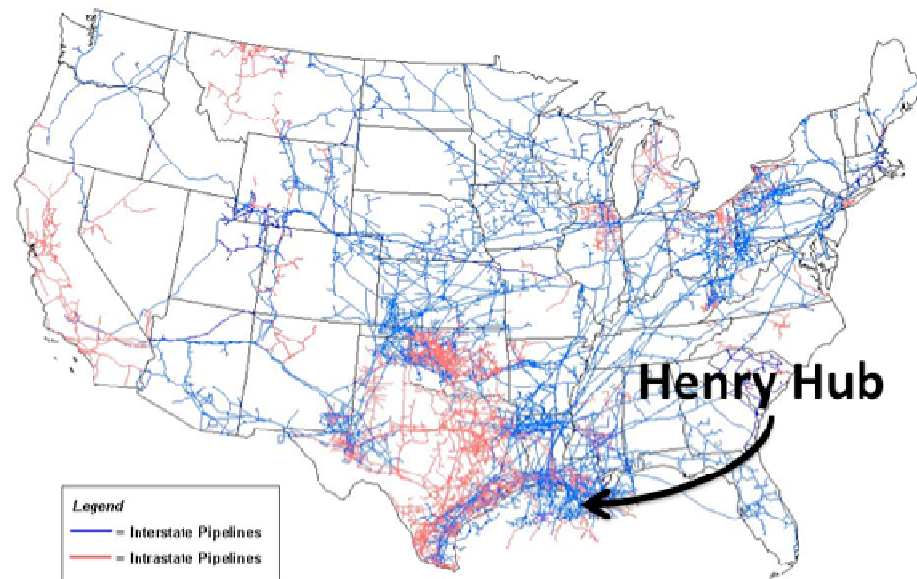 Henry Hub
Legend
= Interstate Pipelines
= Intrastate Pipelines